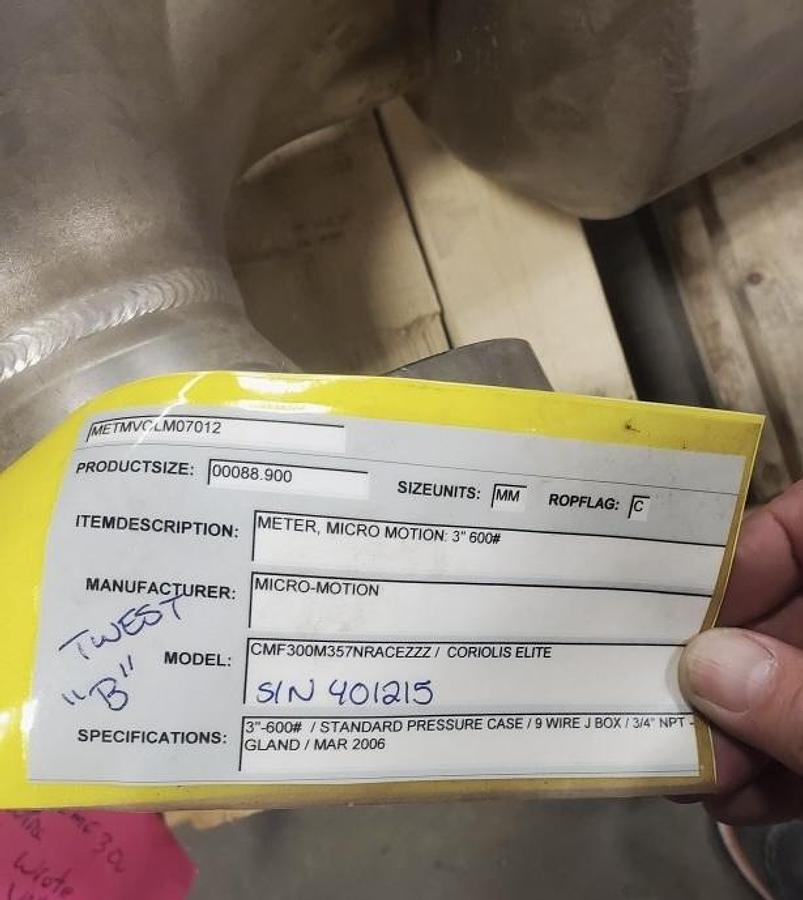 METMVCLM07012
PRODUCTSIZE: 00088.900 SIZEUNITS: MM ROPFLAG: C
ITEMDESCRIPTION: METER, MICRO MOTION: 3" 600#
MANUFACTURER: MICRO-MOTION
TWEST
"B"
MODEL: CMF300M357NRACEZZZ / CORIOLIS ELITE
S/N 401215
SPECIFICATIONS: 3"-600# / STANDARD PRESSURE CASE / 9 WIRE J BOX / 3/4" NPT -
GLAND / MAR 2006
Wrote